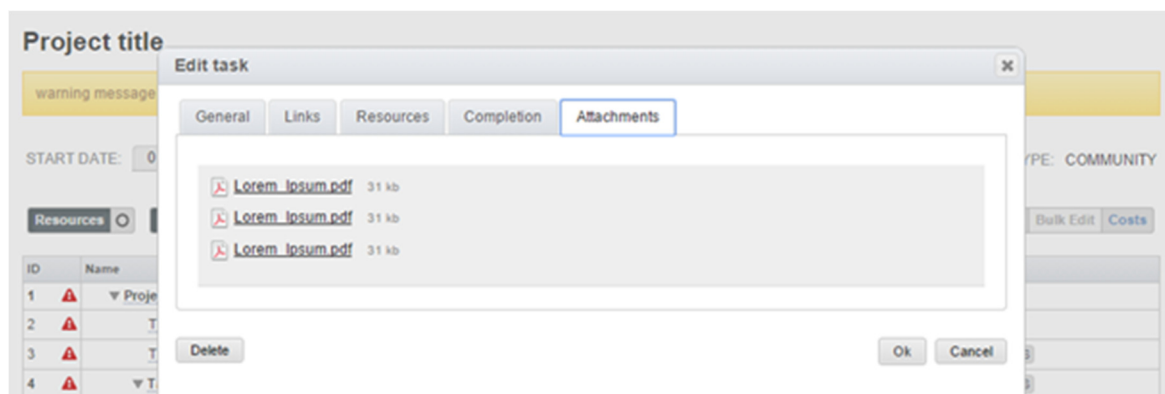 Project title
Edit task
warning message
General Links Resources Completion Attachments
START DATE: 0
YPE: COMMUNITY
Lorem_Ipsum.pdf 31 kb
Lorem_Ipsum.pdf 31 kb
Lorem_Ipsum.pdf 31 kb
Resources
Bulk Edit Costs
ID Name
1 Proje
2 T
3 T
4 T
Delete Ok Cancel